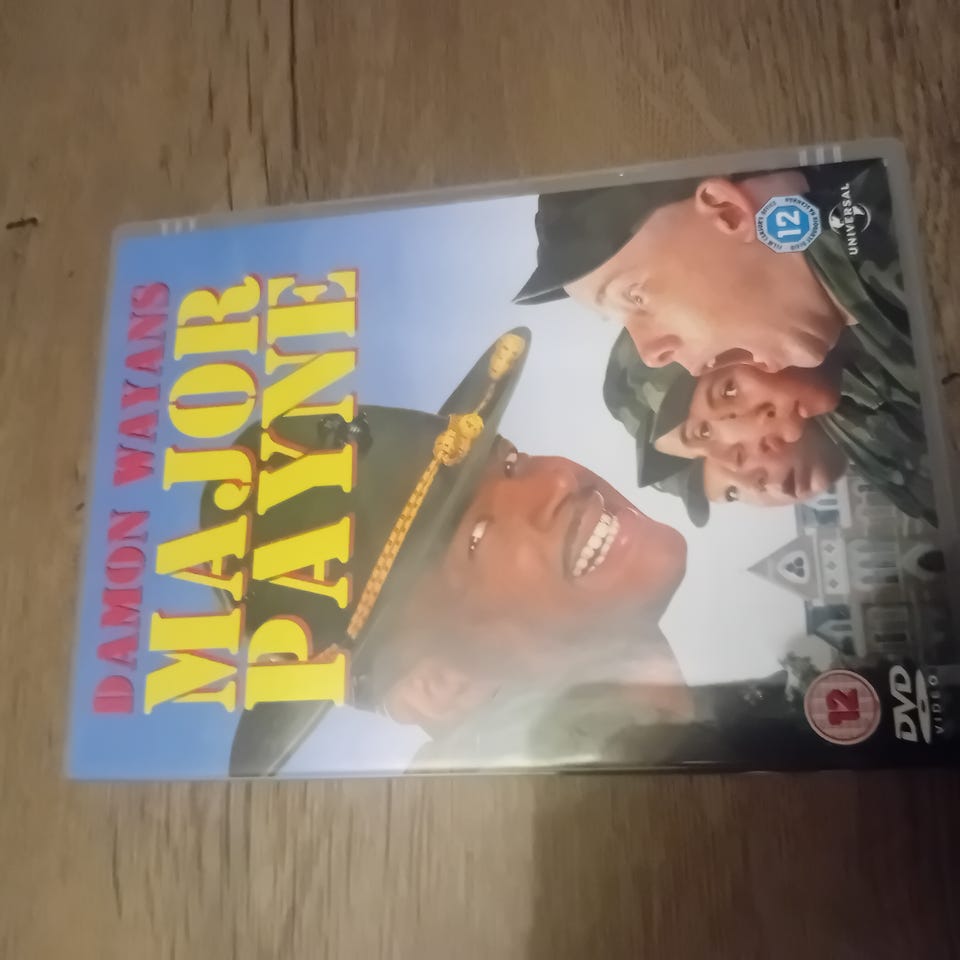 DAMON WAYANS
MAJOR
PAYNE
12
DVD
VIDEO
12
UNIVERSAL